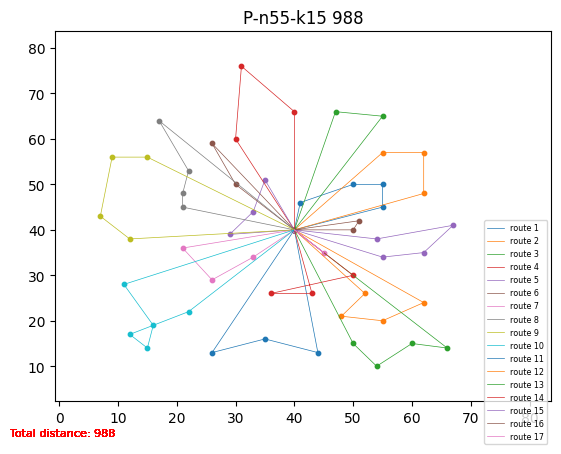 P-n55-k15 988
80
70
60
50
40
30
20
10
0 10 20 30 40 50 60 70
route 1
route 2
route 3
route 4
route 5
route 6
route 7
route 8
route 9
route 10
route 11
route 12
route 13
route 14
route 15
route 16
route 17
Total distance: 988